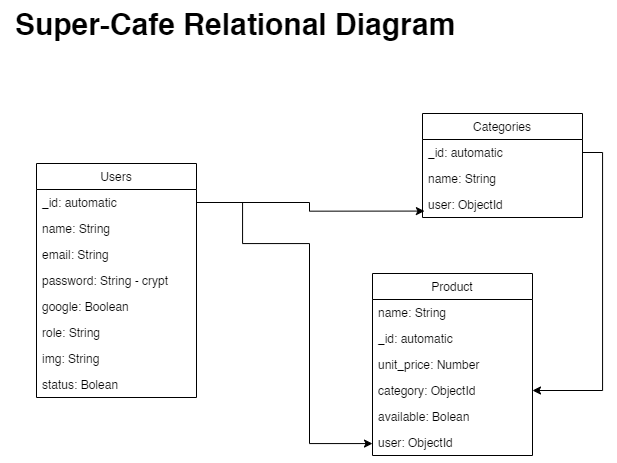 Super-Cafe Relational Diagram
Users
_id: automatic
name: String
email: String
password: String - crypt
google: Boolean
role: String
img: String
status: Bolean
Categories
_id: automatic
name: String
user: ObjectId
Product
name: String
_id: automatic
unit_price: Number
category: ObjectId
available: Bolean
user: ObjectId